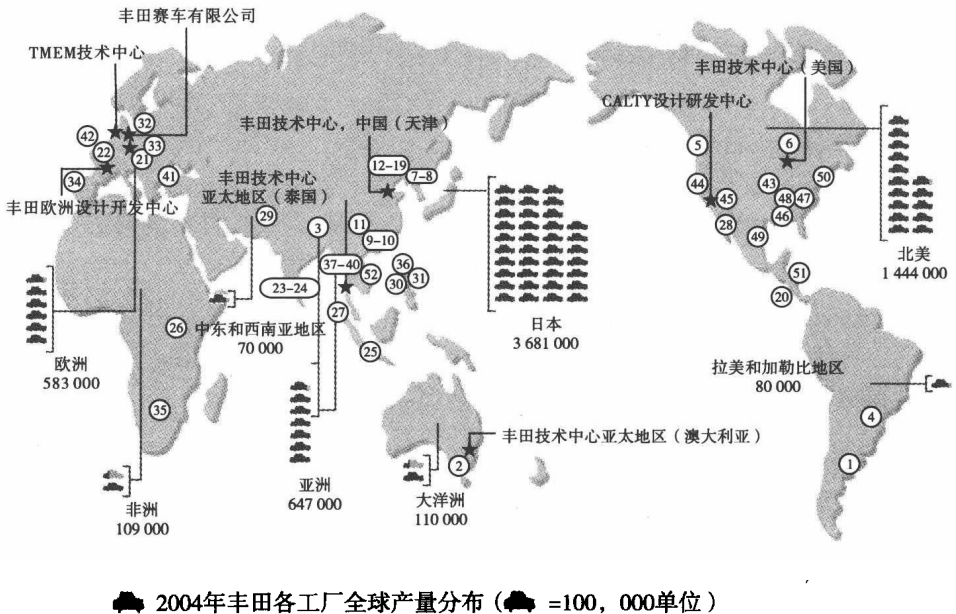 丰田赛车有限公司
TMEM技术中心
丰田技术中心（美国）
CALTY设计研发中心
丰田技术中心，中国（天津）
32
42
33
22
21
12-19
7-8
5
6
34
41
丰田技术中心
亚太地区（泰国）
44
45
43
50
48
47
46
丰田欧洲设计开发中心
29
3
11
9-10
28
49
北美
1 444 000
37-40
52
36
31
30
23-24
51
20
27
26
中东和西南亚地区
70 000
25
日本
3 681 000
欧洲
583 000
拉美和加勒比地区
80 000
35
4
丰田技术中心亚太地区（澳大利亚）
2
1
亚洲
647 000
大洋洲
110 000
非洲
109 000
2004年丰田各工厂全球产量分布（ =100，000单位）